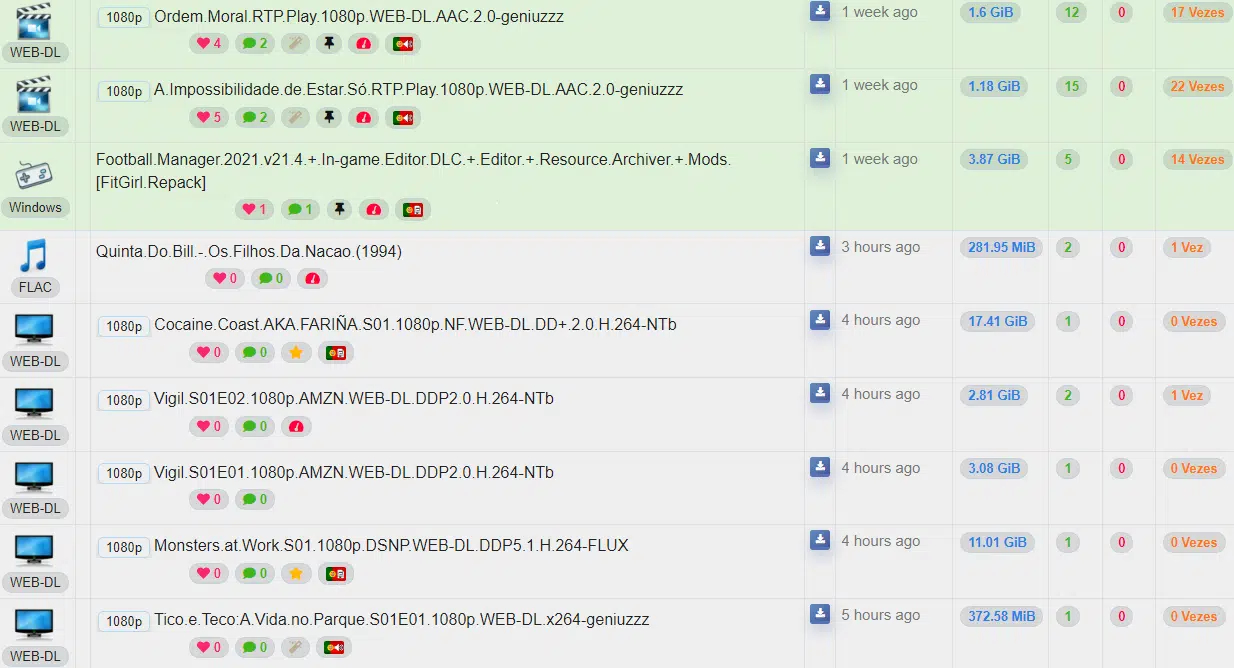 1080p Ordem.Moral.RTP.Play.1080p.WEB-DL.AAC.2.0-geniuzzz 1 week ago 1.6 GiB 12 0 17 Vezes
WEB-DL 4 2
1080p A.Impossibilidade.de.Estar.Só.RTP.Play.1080p.WEB-DL.AAC.2.0-geniuzzz 1 week ago 1.18 GiB 15 0 22 Vezes
WEB-DL 5 2
Football.Manager.2021.v21.4.+.In-game.Editor.DLC.+.Editor.+.Resource.Archiver.+.Mods. 1 week ago 3.87 GiB 5 0 14 Vezes
[FitGirl.Repack]
Windows 1 1
Quinta.Do.Bill.-.Os.Filhos.Da.Nacao.(1994) 3 hours ago 281.95 MiB 2 0 1 Vez
FLAC 0 0
1080p Cocaine.Coast.AKA.FARIÑA.S01.1080p.NF.WEB-DL.DD+.2.0.H.264-NTb 4 hours ago 17.41 GiB 1 0 0 Vezes
WEB-DL 0 0
1080p Vigil.S01E02.1080p.AMZN.WEB-DL.DDP2.0.H.264-NTb 4 hours ago 2.81 GiB 2 0 1 Vez
WEB-DL 0 0
1080p Vigil.S01E01.1080p.AMZN.WEB-DL.DDP2.0.H.264-NTb 4 hours ago 3.08 GiB 1 0 0 Vezes
WEB-DL 0 0
1080p Monsters.at.Work.S01.1080p.DSNP.WEB-DL.DDP5.1.H.264-FLUX 4 hours ago 11.01 GiB 1 0 0 Vezes
WEB-DL 0 0
1080p Tico.e.Teco:A.Vida.no.Parque.S01E01.1080p.WEB-DL.x264-geniuzzz 5 hours ago 372.58 MiB 1 0 0 Vezes
WEB-DL 0 0